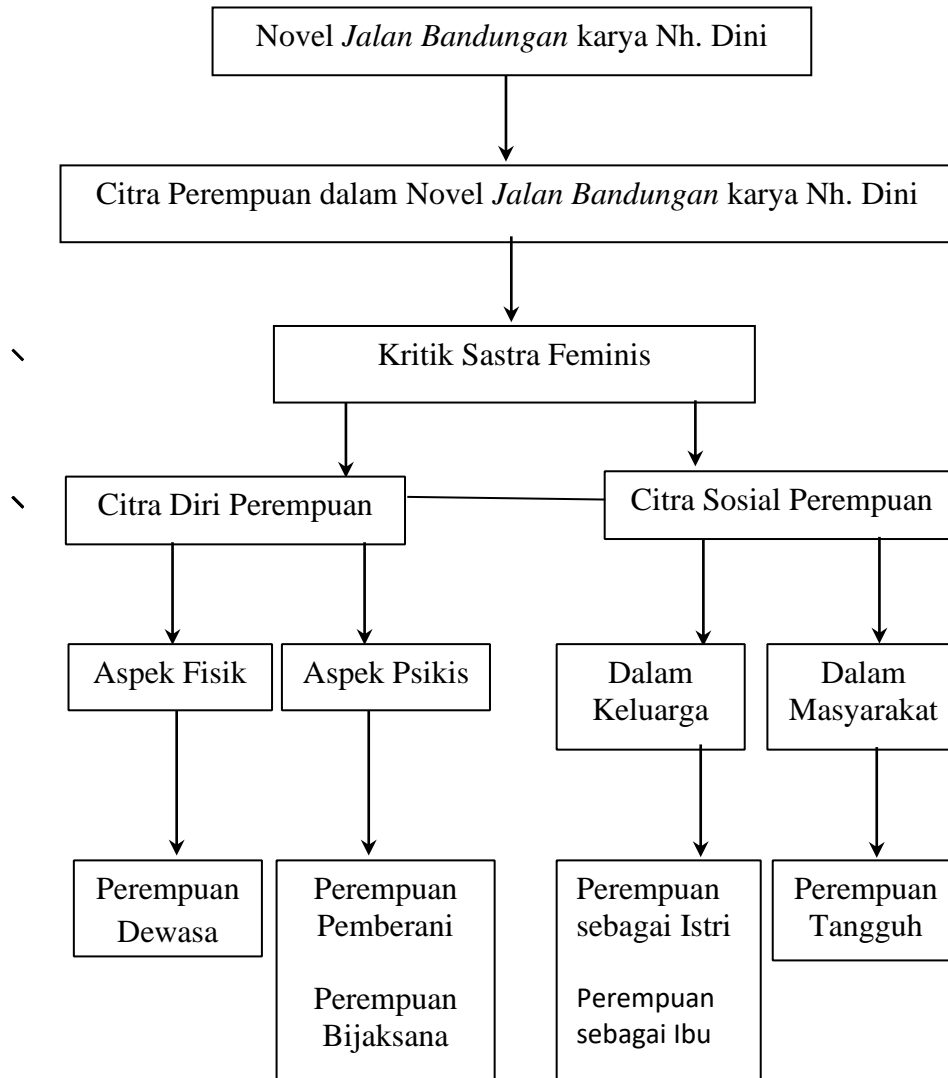 Novel Jalan Bandungan karya Nh. Dini
Citra Perempuan dalam Novel Jalan Bandungan karya Nh. Dini
Kritik Sastra Feminis
Citra Diri Perempuan
Citra Sosial Perempuan
Aspek Fisik
Aspek Psikis
Dalam
Keluarga
Dalam
Masyarakat
Perempuan
Dewasa
Perempuan
Pemberani
Perempuan
Bijaksana
Perempuan
sebagai Istri
Perempuan
sebagai Ibu
Perempuan
Tangguh